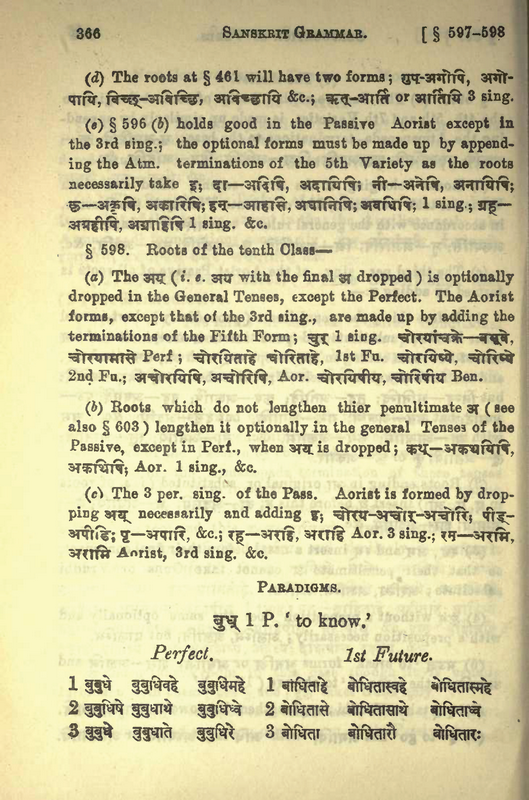 366 SANSKRIT GRAMMAR. [ § 597–598
(d) The roots at § 461 will have two forms; गुप्-अगोपि, अगो-
पायि, विच्छ्-अविच्छि, अविच्छायि &c.; ऋत्-आर्ति or आर्तियि 3 sing.
(e) § 596 (b) holds good in the Passive Aorist except in
the 3rd sing.; the optional forms must be made up by append-
ing the Atm. terminations of the 5th Variety as the roots
necessarily take इ; दा—आदिषि, अदायिषि; नी—अनेषि, अनायिषि;
कृ—अकृषि, अकारिषि; हन्—आहसि, अघानिषि; अवधिषि; 1 sing.; ग्रह्—
अग्रहीषि, अग्राहिषि 1 sing. &c.
§ 598. Roots of the tenth Class—
(a) The अय् ( i. e. अय with the final अ dropped ) is optionally
dropped in the General Tenses, except the Perfect. The Aorist
forms, except that of the 3rd sing., are made up by adding the
terminations of the Fifth Form; चुर् 1 sing. चोरयांचक्रे—बभूवे,
चोरयामासे Perf ; चोरयिताहे चोरिताहे, 1st Fu. चोरयिष्ये, चोरिष्ये
2nd Fu.; अचोरयिषि, अचोरिषि, Aor. चोरयिषीय, चोरिषीय Ben.
(b) Roots which do not lengthen thier penultimate अ (see
also § 603 ) lengthen it optionally in the general Tenses of the
Passive, except in Perf., when अय् is dropped; कथ्—अकथयिषि,
अकथिषि; Aor. 1 sing., &c.
(c) The 3 per. sing. of the Pass. Aorist is formed by drop-
ping अय् necessarily and adding इ; चोरय-अचोर्-अचोरि; पीड्-
अपीडि; पृ—अपारि, &c.; रह्—अरहि, अराहि Aor. 3 sing.; रम—अरमि,
अरामि Aorist, 3rd sing. &c.
PARADIGMS.
बुध् 1 P. ‘ to know.’
Perfect. 1st Future.
1 बुबुधे बुबुधिवहे बुबुधिमहे 1 बोधिताहे बोधितास्वहे बोधितास्महे
2 बुबुधिषे बुबुधाथे बुबुधिध्वे 2 बोधितासे बोधितासाथे बोधिताध्वे
3 बुबुधे बुबुधाते बुबुधिरे 3 बोधिता बोधितारौ बोधितारः